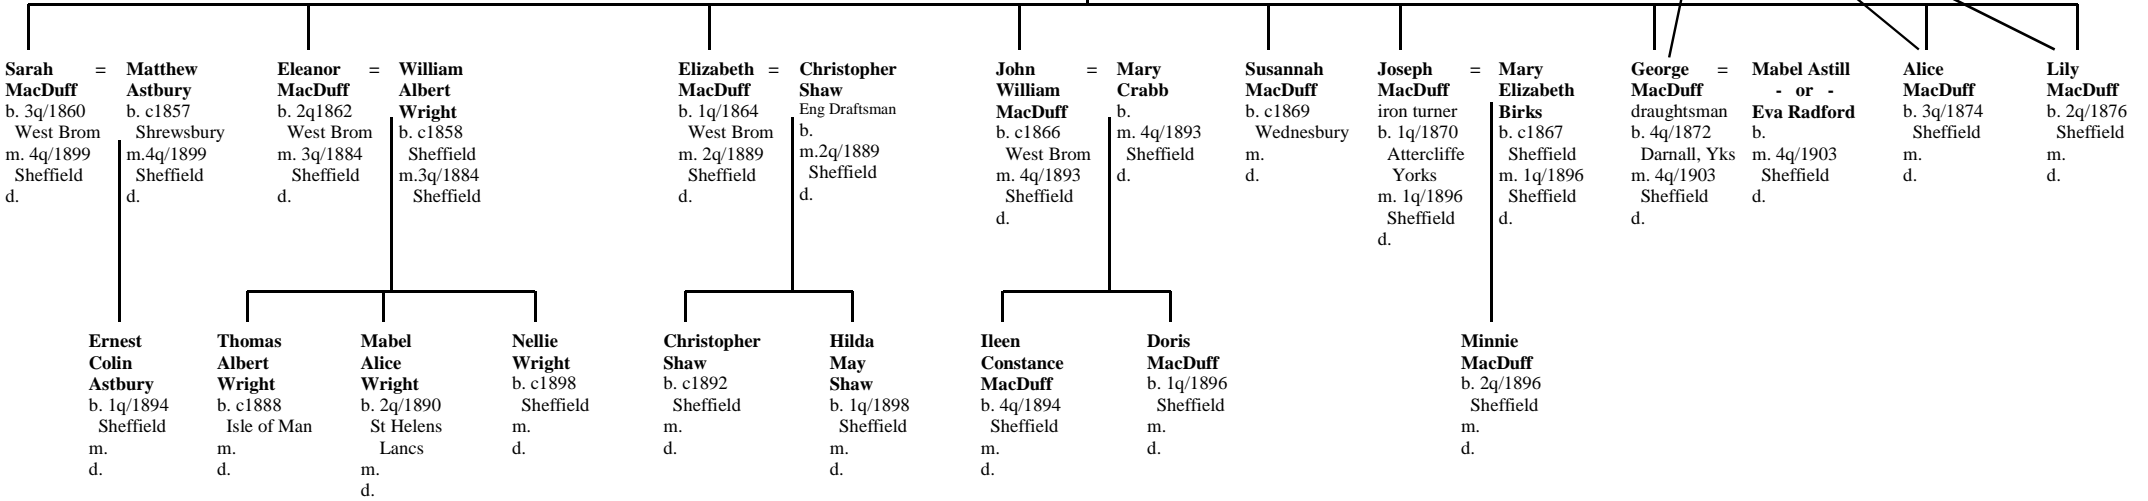 Sarah
MacDuff
b. 3q/1860
West Brom
m. 4q/1899
Sheffield
d.
=
Matthew
Astbury
b. c1857
Shrewsbury
m.4q/1899
Sheffield
d.
Eleanor
MacDuff
b. 2q1862
West Brom
m. 3q/1884
Sheffield
d.
=
William
Albert
Wright
b. c1858
Sheffield
m.3q/1884
Sheffield
Elizabeth
MacDuff
b. 1q/1864
West Brom
m. 2q/1889
Sheffield
d.
=
Christopher
Shaw
Eng Draftsman
b.
m.2q/1889
Sheffield
d.
John
William
MacDuff
b. c1866
West Brom
m. 4q/1893
Sheffield
d.
=
Mary
Crabb
b.
m. 4q/1893
Sheffield
d.
Susannah
MacDuff
b. c1869
Wednesbury
m.
d.
Joseph
MacDuff
iron turner
b. 1q/1870
Attercliffe
Yorks
m. 1q/1896
Sheffield
d.
=
Mary
Elizabeth
Birks
b. c1867
Sheffield
m. 1q/1896
Sheffield
d.
George
MacDuff
draughtsman
b. 4q/1872
Darnall, Yks
m. 4q/1903
Sheffield
d.
=
Mabel Astill
- or -
Eva Radford
b.
m. 4q/1903
Sheffield
d.
Alice
MacDuff
b. 3q/1874
Sheffield
m.
d.
Lily
MacDuff
b. 2q/1876
Sheffield
m.
d.
Ernest
Colin
Astbury
b. 1q/1894
Sheffield
m.
d.
Thomas
Albert
Wright
b. c1888
Isle of Man
m.
d.
Mabel
Alice
Wright
b. 2q/1890
St Helens
Lancs
m.
d.
Nellie
Wright
b. c1898
Sheffield
m.
d.
Christopher
Shaw
b. c1892
Sheffield
m.
d.
Hilda
May
Shaw
b. 1q/1898
Sheffield
m.
d.
Ileen
Constance
MacDuff
b. 4q/1894
Sheffield
m.
d.
Doris
MacDuff
b. 1q/1896
Sheffield
m.
d.
Minnie
MacDuff
b. 2q/1896
Sheffield
m.
d.